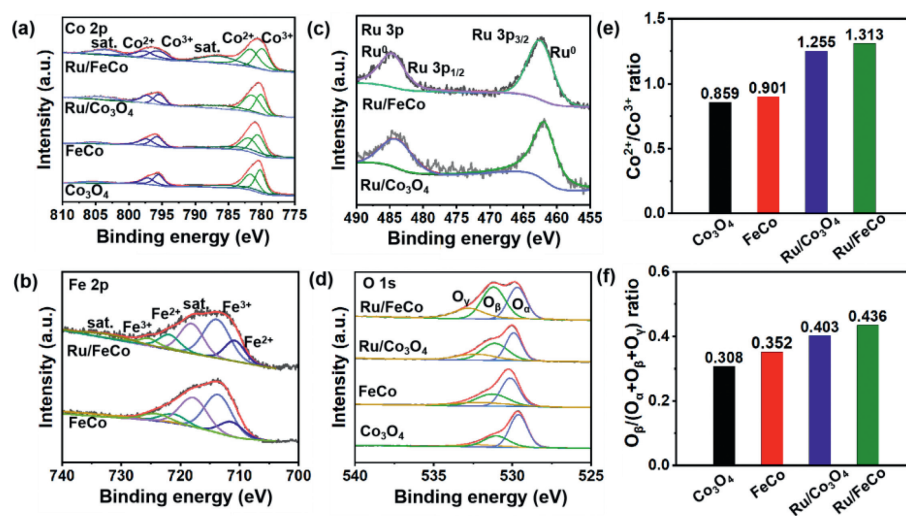 (a)
Co 2p
sat.
Co²⁺
Co³⁺
sat.
Co²⁺
Co³⁺
Ru/FeCo
Ru/Co₃O₄
FeCo
Co₃O₄
Intensity (a.u.)
810 805 800 795 790 785 780 775
Binding energy (eV)
(c)
Ru 3p
Ru⁰
Ru 3p₁/₂
Ru 3p₃/₂
Ru⁰
Ru/FeCo
Ru/Co₃O₄
Intensity (a.u.)
490 485 480 475 470 465 460 455
Binding energy (eV)
(e)
Co²⁺/Co³⁺ ratio
1.5
1.0
0.5
0.0
0.859
0.901
1.255
1.313
Co₃O₄
FeCo
Ru/Co₃O₄
Ru/FeCo
(b)
Fe 2p
sat.
Fe³⁺
Fe²⁺
sat.
Fe³⁺
Fe²⁺
Ru/FeCo
FeCo
Intensity (a.u.)
740 730 720 710 700
Binding energy (eV)
(d)
O 1s
Oγ
Oβ
Oα
Ru/FeCo
Ru/Co₃O₄
FeCo
Co₃O₄
Intensity (a.u.)
540 535 530 525
Binding energy (eV)
(f)
Oβ/(Oα+Oβ+Oγ) ratio
0.6
0.4
0.2
0.0
0.308
0.352
0.403
0.436
Co₃O₄
FeCo
Ru/Co₃O₄
Ru/FeCo